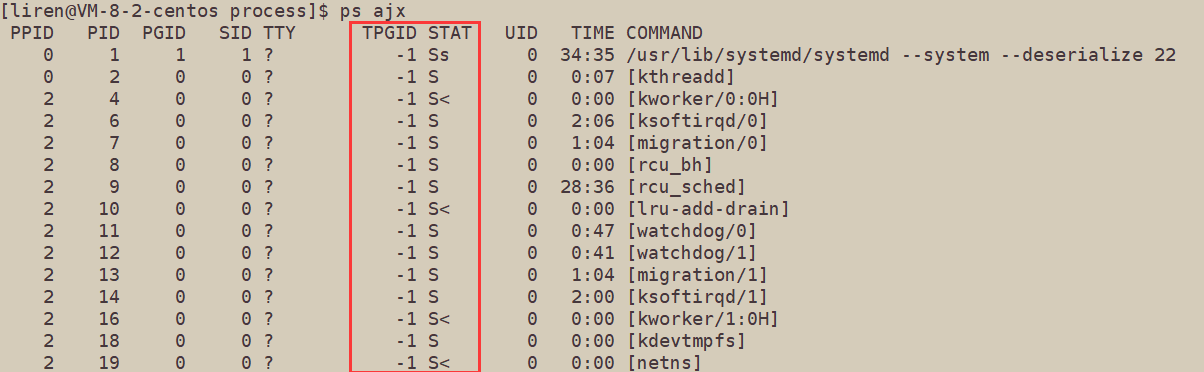 [liren@VM-8-2-centos process]$ ps ajx
PPID PID PGID SID TTY TPGID STAT UID TIME COMMAND
0 1 1 1 ? -1 Ss 0 34:35 /usr/lib/systemd/systemd --system --deserialize 22
0 2 0 0 ? -1 S 0 0:07 [kthreadd]
2 4 0 0 ? -1 S< 0 0:00 [kworker/0:0H]
2 6 0 0 ? -1 S 0 2:06 [ksoftirqd/0]
2 7 0 0 ? -1 S 0 1:04 [migration/0]
2 8 0 0 ? -1 S 0 0:00 [rcu_bh]
2 9 0 0 ? -1 S 0 28:36 [rcu_sched]
2 10 0 0 ? -1 S< 0 0:00 [lru-add-drain]
2 11 0 0 ? -1 S 0 0:47 [watchdog/0]
2 12 0 0 ? -1 S 0 0:41 [watchdog/1]
2 13 0 0 ? -1 S 0 1:04 [migration/1]
2 14 0 0 ? -1 S 0 2:00 [ksoftirqd/1]
2 16 0 0 ? -1 S< 0 0:00 [kworker/1:0H]
2 18 0 0 ? -1 S 0 0:00 [kdevtmpfs]
2 19 0 0 ? -1 S< 0 0:00 [netns]